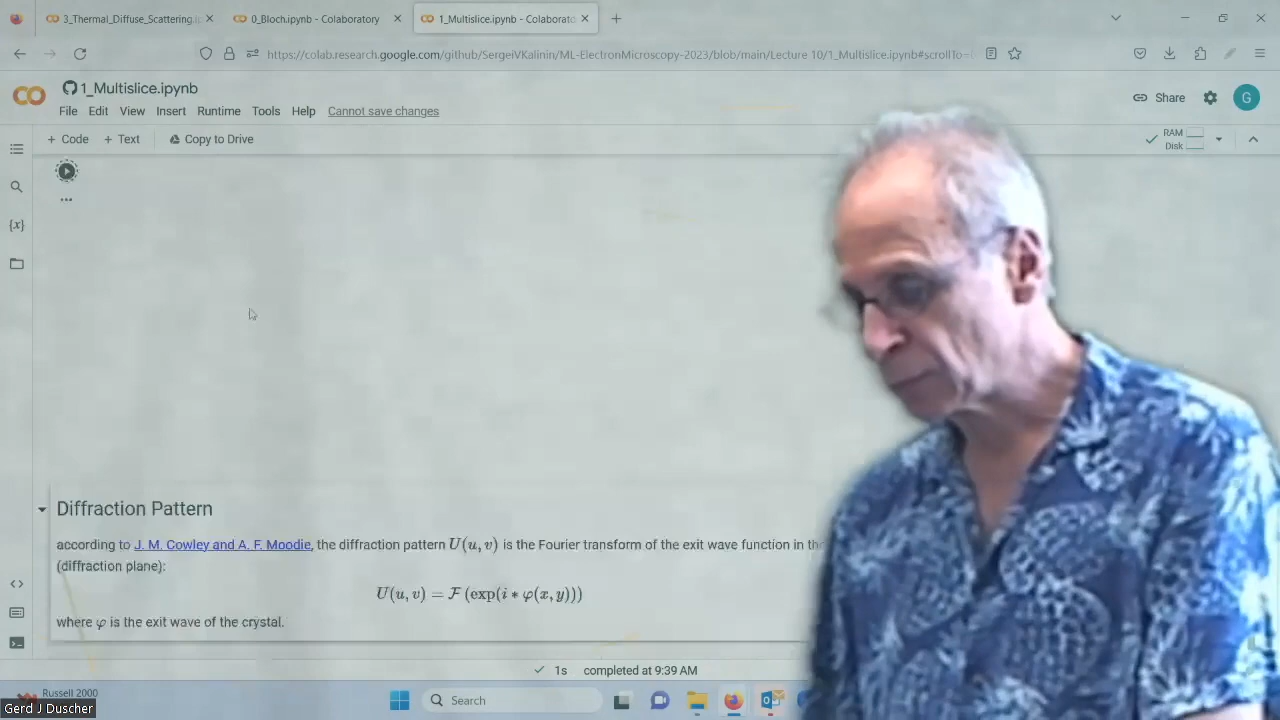 3_Thermal_Diffuse_Scattering.i
0_Bloch.ipynb - Colaboratory
1_Multislice.ipynb - Colaborato
https://colab.research.google.com/github/SergeiVKalinin/ML-ElectronMicroscopy-2023/blob/main/Lecture 10/1_Multislice.ipynb#scrollTo=
1_Multislice.ipynb
Share
G
File Edit View Insert Runtime Tools Help Cannot save changes
+ Code + Text Copy to Drive
RAM
Disk
{x}
Diffraction Pattern
according to J. M. Cowley and A. F. Moodie, the diffraction pattern U(u, v) is the Fourier transform of the exit wave function in the
(diffraction plane):
U(u, v) = F (exp(i ∗ φ(x, y)))
where φ is the exit wave of the crystal.
1s completed at 9:39 AM
Russell 2000
Search
Gerd J Duscher